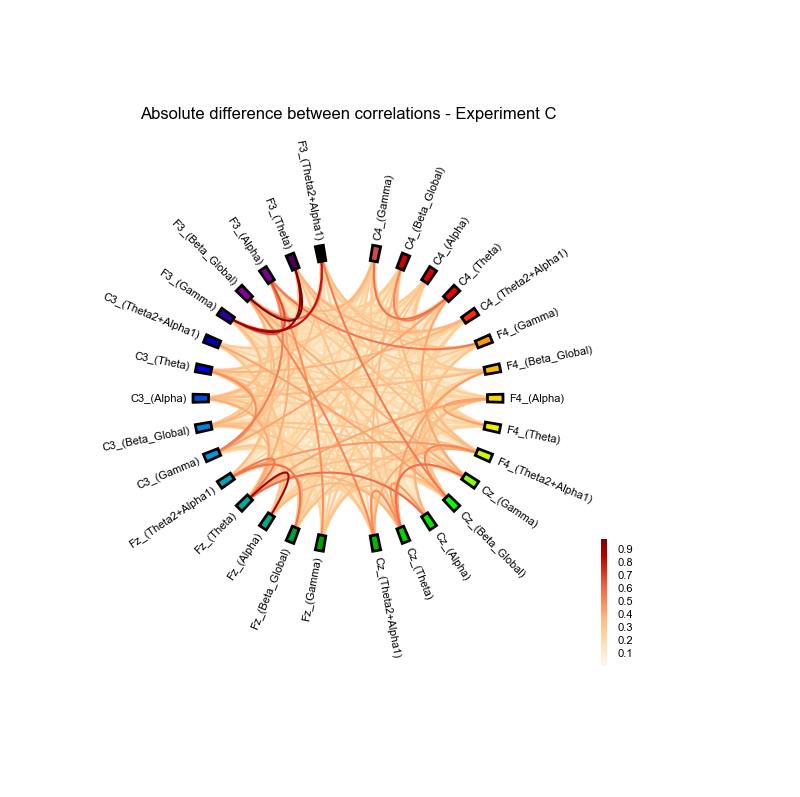 Absolute difference between correlations - Experiment C
F3_(Theta2+Alpha1)
F3_(Theta)
F3_(Alpha)
F3_(Beta_Global)
F3_(Gamma)
C3_(Theta2+Alpha1)
C3_(Theta)
C3_(Alpha)
C3_(Beta_Global)
C3_(Gamma)
Fz_(Theta2+Alpha1)
Fz_(Theta)
Fz_(Alpha)
Fz_(Beta_Global)
Fz_(Gamma)
Cz_(Theta2+Alpha1)
Cz_(Theta)
Cz_(Alpha)
Cz_(Beta_Global)
Cz_(Gamma)
F4_(Theta2+Alpha1)
F4_(Theta)
F4_(Alpha)
F4_(Beta_Global)
F4_(Gamma)
C4_(Theta2+Alpha1)
C4_(Theta)
C4_(Alpha)
C4_(Beta_Global)
C4_(Gamma)
0.9
0.8
0.7
0.6
0.5
0.4
0.3
0.2
0.1